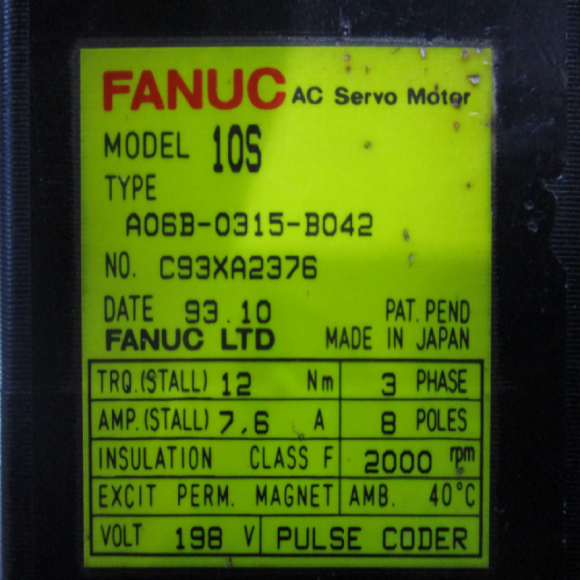 FANUC AC Servo Motor
MODEL 10S
TYPE
A06B-0315-B042
NO. C93XA2376
DATE 93.10 PAT. PEND
FANUC LTD MADE IN JAPAN
TRQ.(STALL) 12 Nm 3 PHASE
AMP.(STALL) 7,6 A 8 POLES
INSULATION CLASS F 2000 rpm
EXCIT PERM. MAGNET AMB. 40°C
VOLT 198 V PULSE CODER